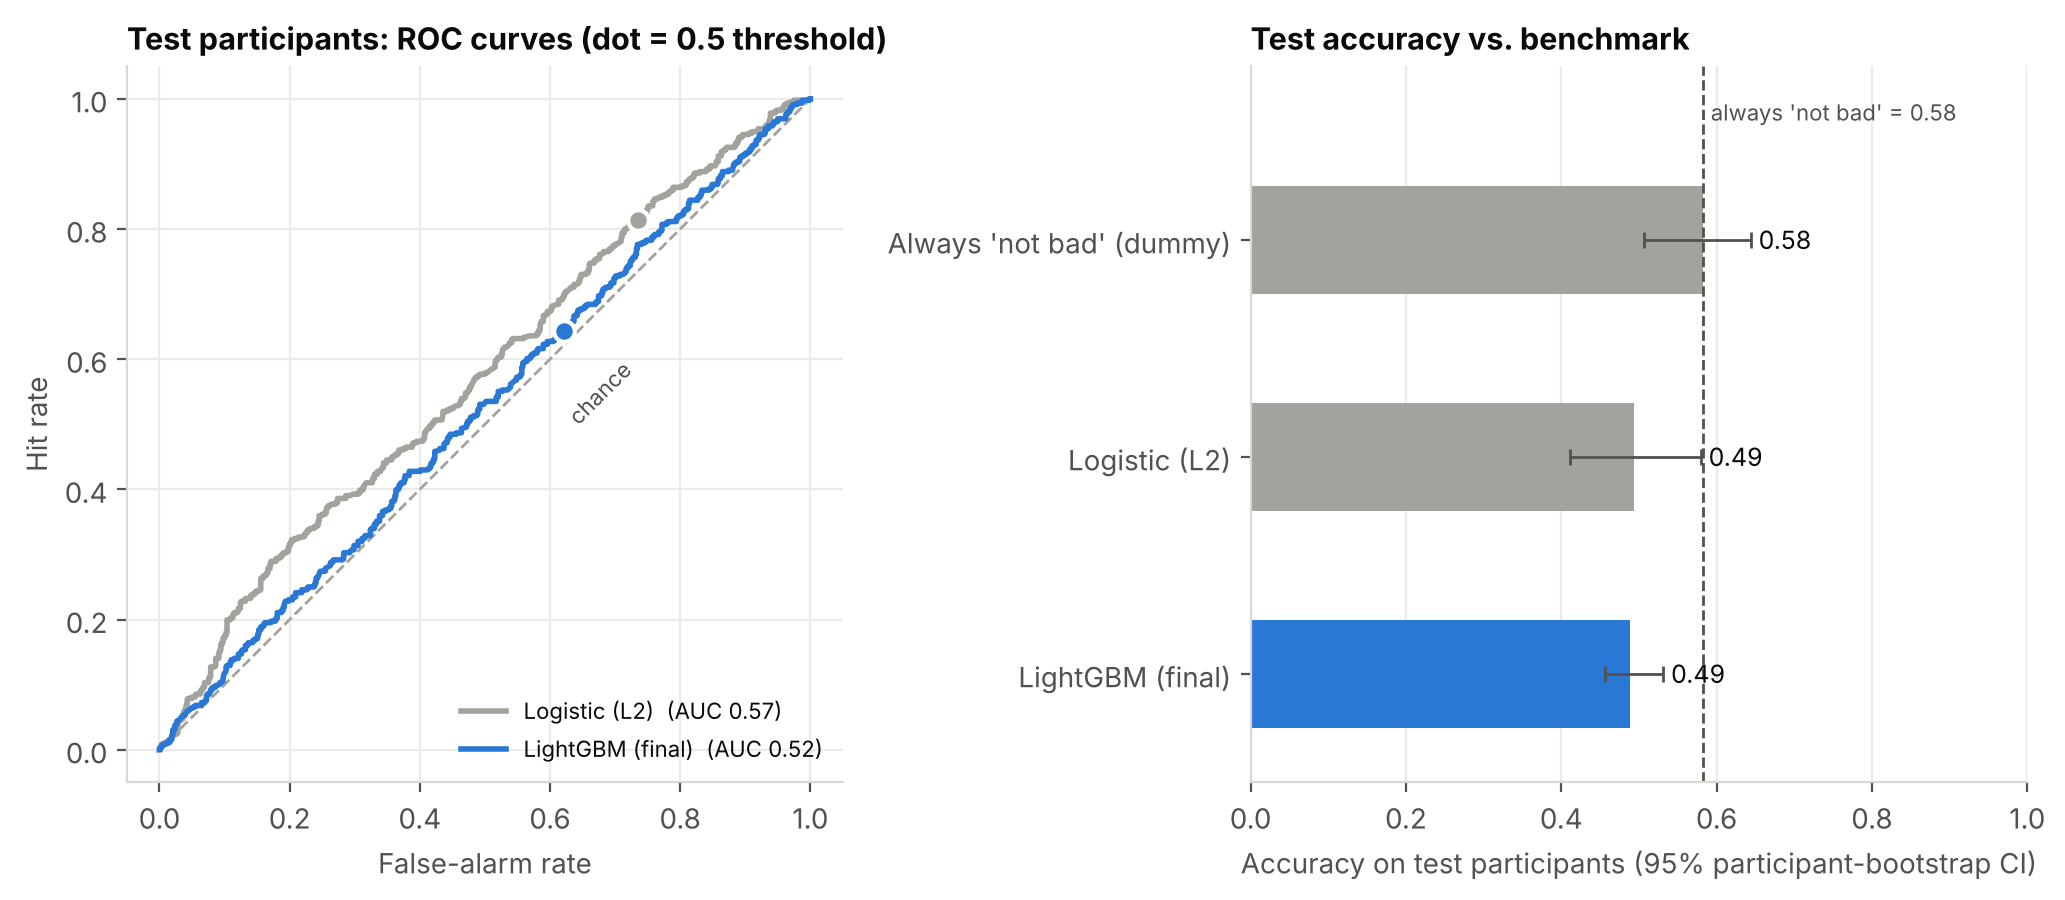 Test participants: ROC curves (dot = 0.5 threshold)
Hit rate
1.0
0.8
0.6
0.4
0.2
0.0
chance
Logistic (L2) (AUC 0.57)
LightGBM (final) (AUC 0.52)
0.0 0.2 0.4 0.6 0.8 1.0
False-alarm rate
Test accuracy vs. benchmark
always 'not bad' = 0.58
Always 'not bad' (dummy) 0.58
Logistic (L2) 0.49
LightGBM (final) 0.49
0.0 0.2 0.4 0.6 0.8 1.0
Accuracy on test participants (95% participant-bootstrap CI)